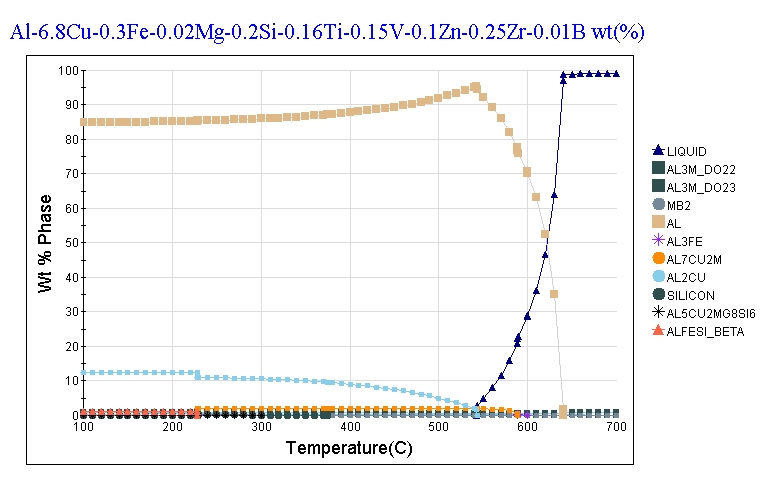 Al-6.8Cu-0.3Fe-0.02Mg-0.2Si-0.16Ti-0.15V-0.1Zn-0.25Zr-0.01B wt(%)
100
90
80
70
60
50
40
30
20
10
0
Wt % Phase
100 200 300 400 500 600 700
Temperature(C)
LIQUID
AL3M_DO22
AL3M_DO23
MB2
AL
AL3FE
AL7CU2M
AL2CU
SILICON
AL5CU2MG8SI6
ALFESI_BETA